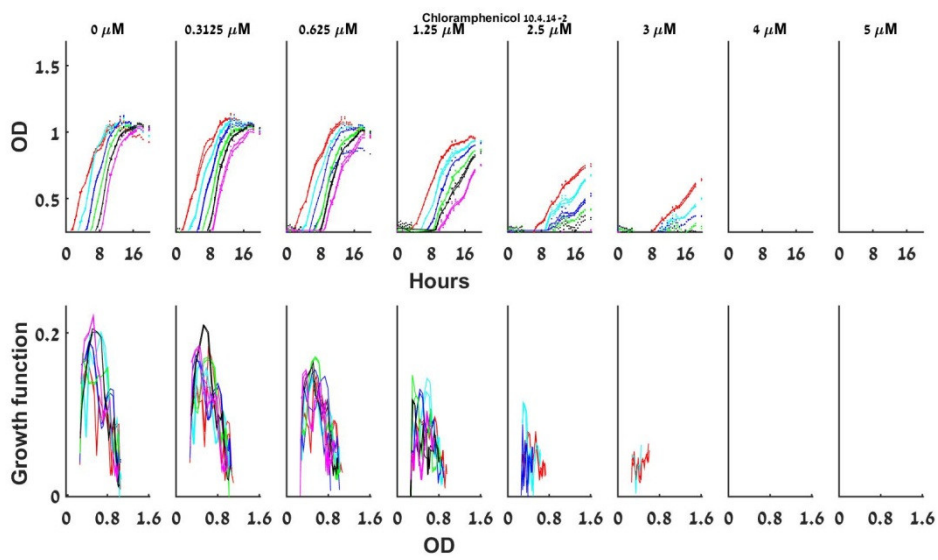 Chloramphenicol 10.4.14-2
0 μM 0.3125 μM 0.625 μM 1.25 μM 2.5 μM 3 μM 4 μM 5 μM
1.5
1
0.5
OD
0 8 16 0 8 16 0 8 16 0 8 16 0 8 16 0 8 16 0 8 16 0 8 16
Hours
0.2
0
Growth function
0 0.8 1.6 0 0.8 1.6 0 0.8 1.6 0 0.8 1.6 0 0.8 1.6 0 0.8 1.6 0 0.8 1.6 0 0.8 1.6
OD